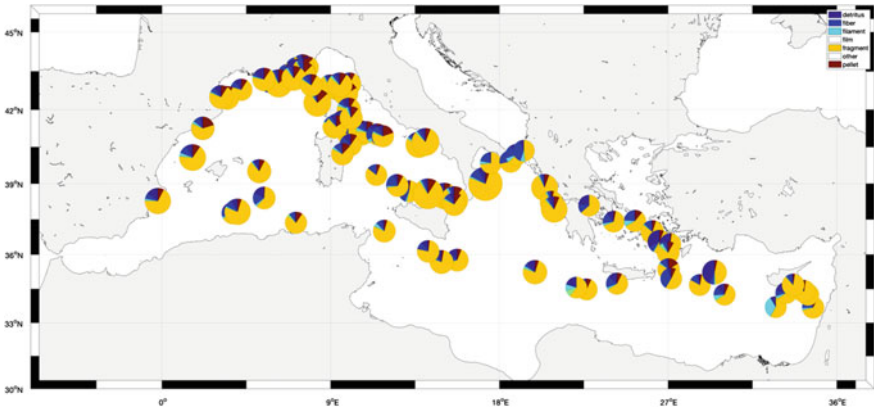 45°N
42°N
39°N
36°N
33°N
30°N
0°
9°E
18°E
27°E
36°E
detritus
fiber
filament
film
fragment
other
pellet